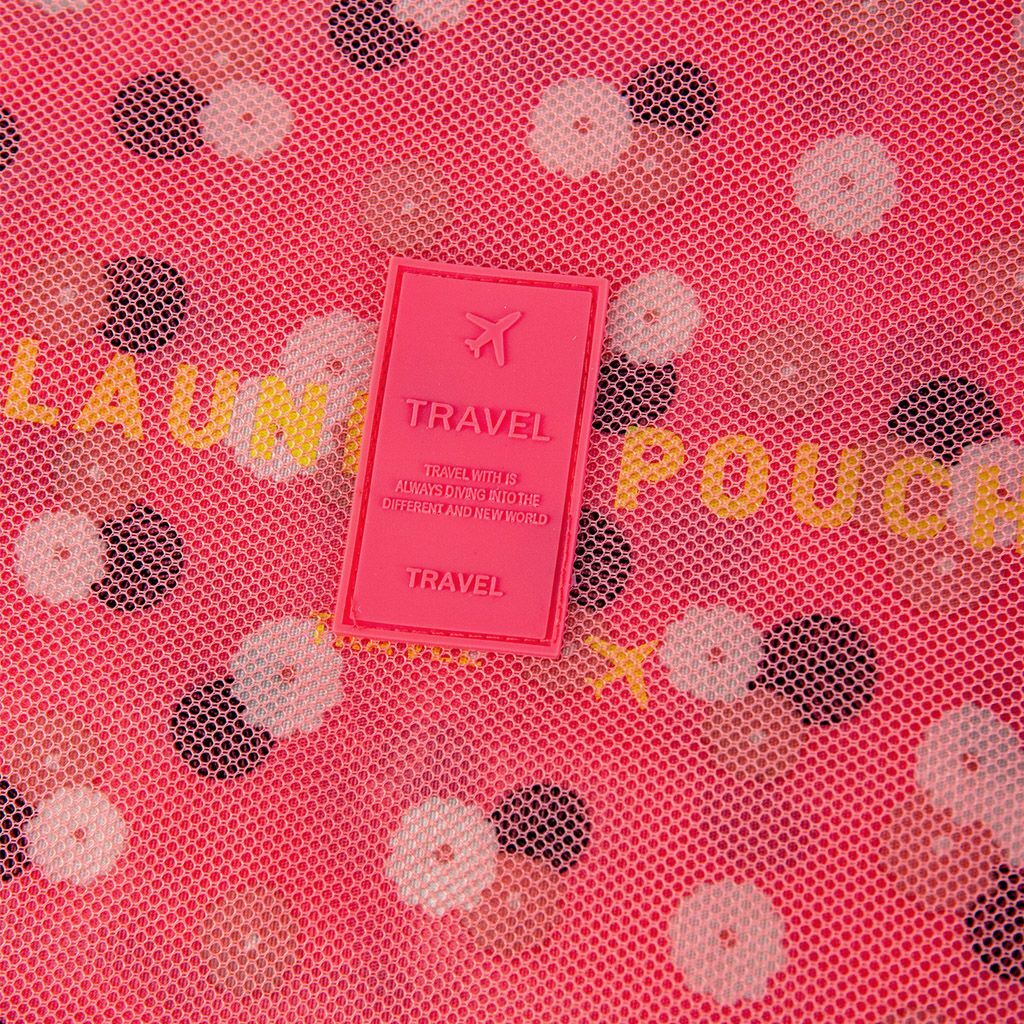 LAUN POUCH
TRAVEL
TRAVEL WITH IS
ALWAYS DIVING INTO THE
DIFFERENT AND NEW WORLD
TRAVEL